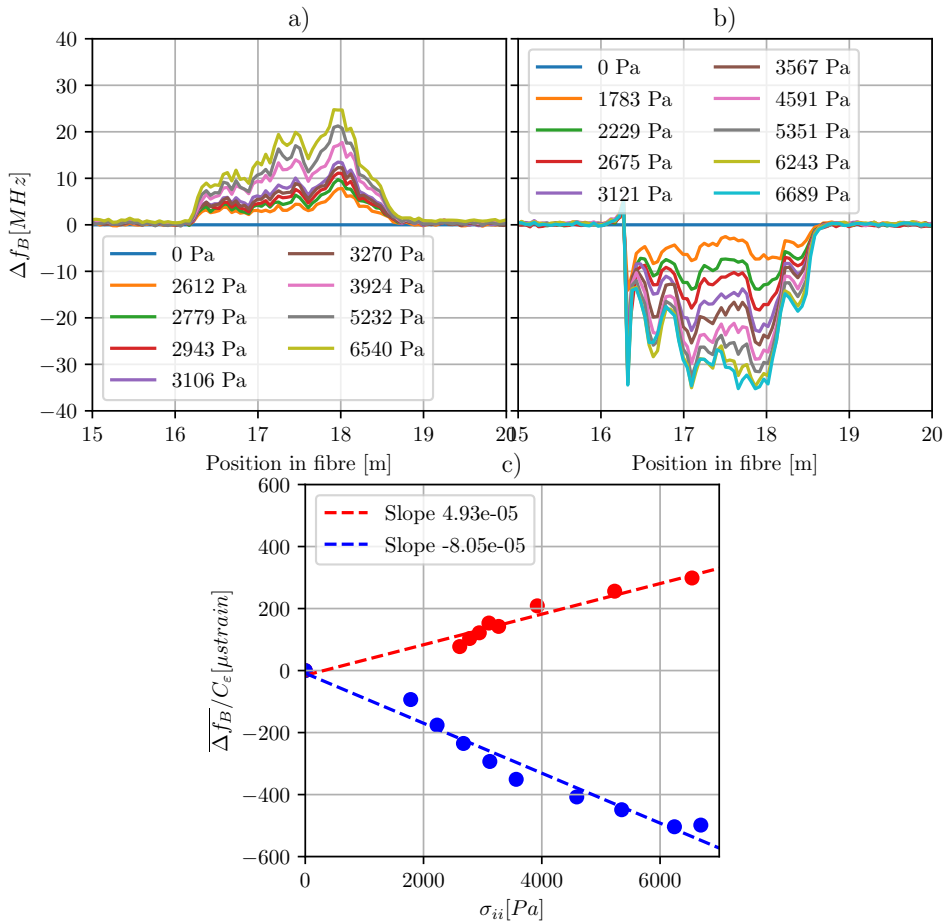 a)
b)
40
30
20
10
0
−10
−20
−30
−40
Δf_B[MHz]
0 Pa
2612 Pa
2779 Pa
2943 Pa
3106 Pa
3270 Pa
3924 Pa
5232 Pa
6540 Pa
0 Pa
1783 Pa
2229 Pa
2675 Pa
3121 Pa
3567 Pa
4591 Pa
5351 Pa
6243 Pa
6689 Pa
15 16 17 18 19 20
15 16 17 18 19 20
Position in fibre [m]
Position in fibre [m]
c)
600
400
200
0
−200
−400
−600
Δf_B/C_ε[μstrain]
Slope 4.93e-05
Slope -8.05e-05
0 2000 4000 6000
σ_ii[Pa]